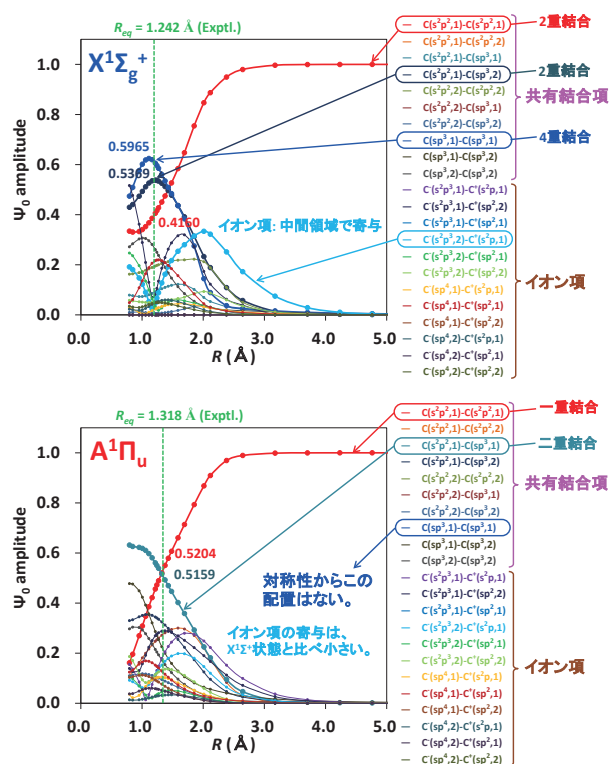 R_eq = 1.242 Å (Exptl.)
X¹Σg⁺
Ψ₀ amplitude
1.0
0.8
0.6
0.4
0.2
0.0
0.5965
0.5389
0.4160
イオン項: 中間領域で寄与
0.0 1.0 2.0 3.0 4.0 5.0
R (Å)
C(s²p²,1)-C(s²p²,1)
C(s²p²,1)-C(s²p²,2)
C(s²p²,1)-C(sp³,1)
C(s²p²,1)-C(sp³,2)
C(s²p²,2)-C(s²p²,2)
C(s²p²,2)-C(sp³,1)
C(s²p²,2)-C(sp³,2)
C(sp³,1)-C(sp³,1)
C(sp³,1)-C(sp³,2)
C(sp³,2)-C(sp³,2)
C⁻(s²p³,1)-C⁺(s²p,1)
C⁻(s²p³,1)-C⁺(sp²,2)
C⁻(s²p³,1)-C⁺(sp²,1)
C⁻(s²p³,2)-C⁺(s²p,1)
C⁻(s²p³,2)-C⁺(sp²,1)
C⁻(s²p³,2)-C⁺(sp²,2)
C⁻(sp⁴,1)-C⁺(s²p,1)
C⁻(sp⁴,1)-C⁺(sp²,1)
C⁻(sp⁴,1)-C⁺(sp²,2)
C⁻(sp⁴,2)-C⁺(s²p,1)
C⁻(sp⁴,2)-C⁺(sp²,1)
C⁻(sp⁴,2)-C⁺(sp²,2)
2重結合
2重結合
共有結合項
4重結合
イオン項
R_eq = 1.318 Å (Exptl.)
A¹Πu
Ψ₀ amplitude
1.0
0.8
0.6
0.4
0.2
0.0
0.5204
0.5159
対称性からこの
配置はない。
イオン項の寄与は、
X¹Σ⁺状態と比べ小さい。
0.0 1.0 2.0 3.0 4.0 5.0
R (Å)
C(s²p²,1)-C(s²p²,1)
C(s²p²,1)-C(s²p²,2)
C(s²p²,1)-C(sp³,1)
C(s²p²,1)-C(sp³,2)
C(s²p²,2)-C(s²p²,2)
C(s²p²,2)-C(sp³,1)
C(s²p²,2)-C(sp³,2)
C(sp³,1)-C(sp³,1)
C(sp³,1)-C(sp³,2)
C(sp³,2)-C(sp³,2)
C⁻(s²p³,1)-C⁺(s²p,1)
C⁻(s²p³,1)-C⁺(sp²,2)
C⁻(s²p³,1)-C⁺(sp²,1)
C⁻(s²p³,2)-C⁺(s²p,1)
C⁻(s²p³,2)-C⁺(sp²,1)
C⁻(s²p³,2)-C⁺(sp²,2)
C⁻(sp⁴,1)-C⁺(s²p,1)
C⁻(sp⁴,1)-C⁺(sp²,1)
C⁻(sp⁴,1)-C⁺(sp²,2)
C⁻(sp⁴,2)-C⁺(s²p,1)
C⁻(sp⁴,2)-C⁺(sp²,1)
C⁻(sp⁴,2)-C⁺(sp²,2)
一重結合
二重結合
共有結合項
イオン項